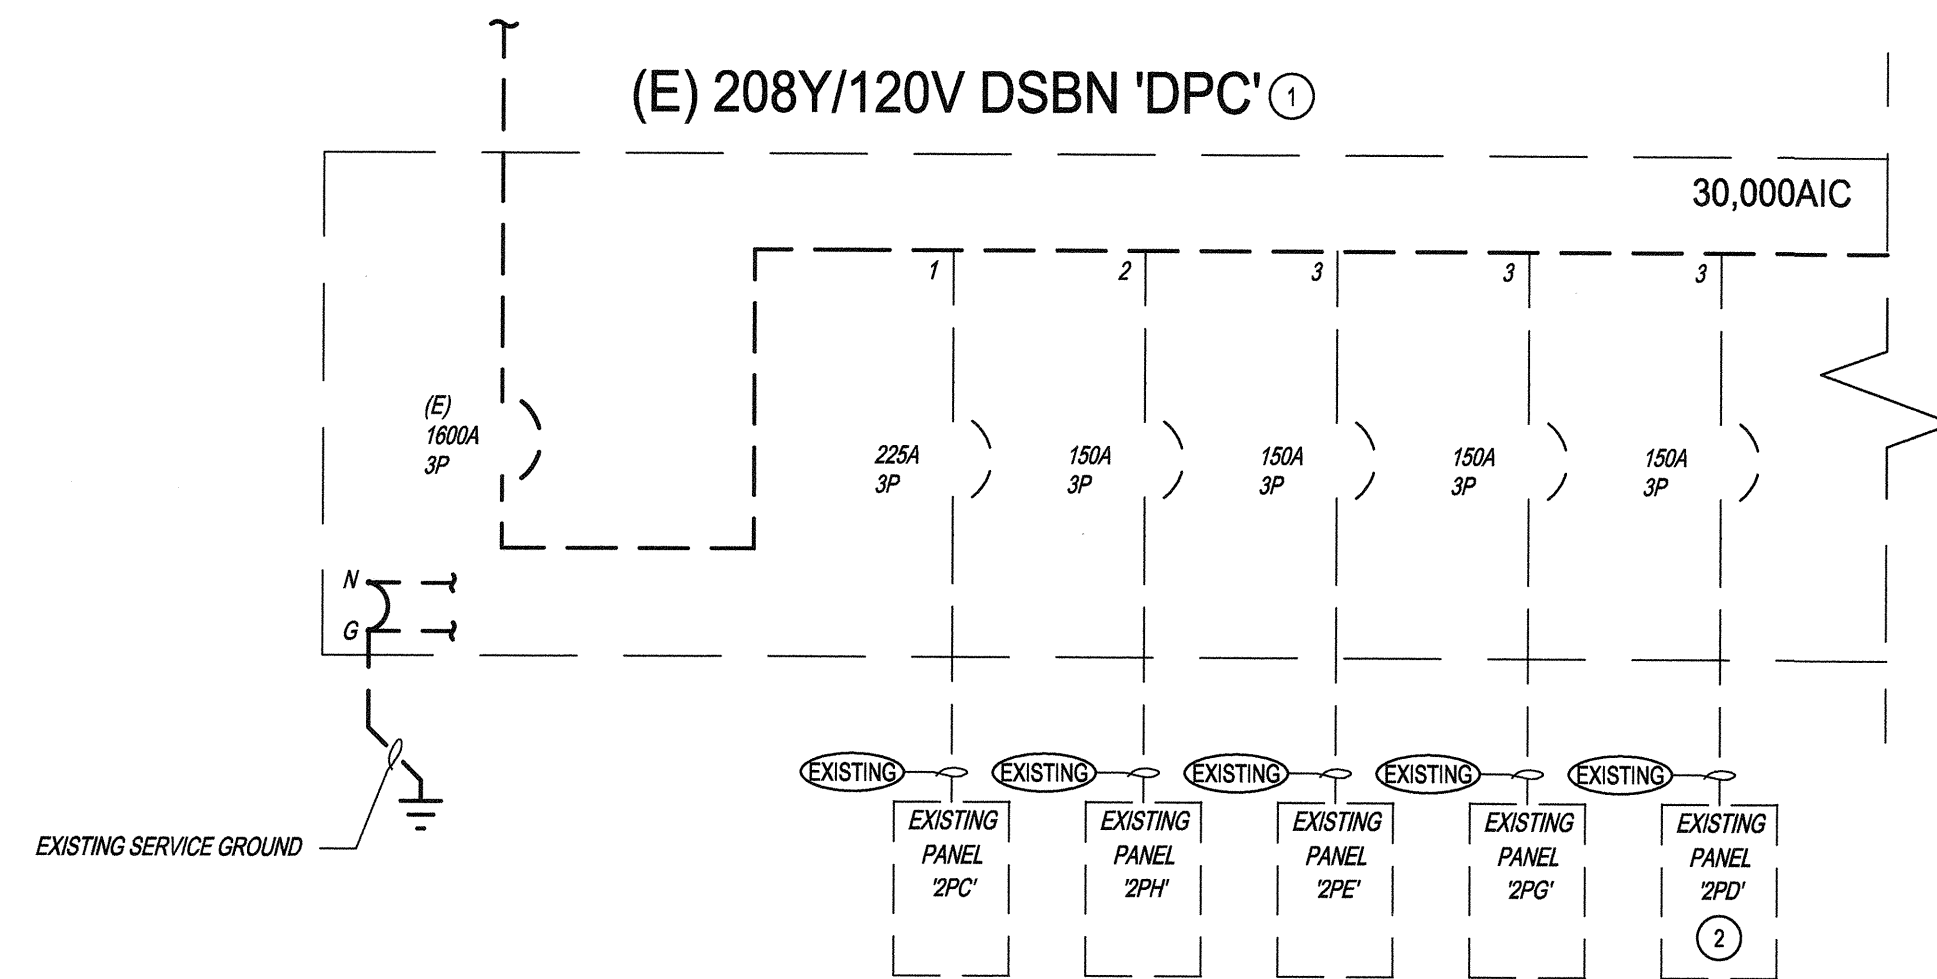 (E) 208Y/120V DSBN 'DPC' 1
30,000AIC
1
2
3
3
3
(E)
1600A
3P
225A
3P
150A
3P
150A
3P
150A
3P
150A
3P
N
G
EXISTING SERVICE GROUND
EXISTING
EXISTING
EXISTING
EXISTING
EXISTING
EXISTING
PANEL
'2PC'
EXISTING
PANEL
'2PH'
EXISTING
PANEL
'2PE'
EXISTING
PANEL
'2PG'
EXISTING
PANEL
'2PD'
2